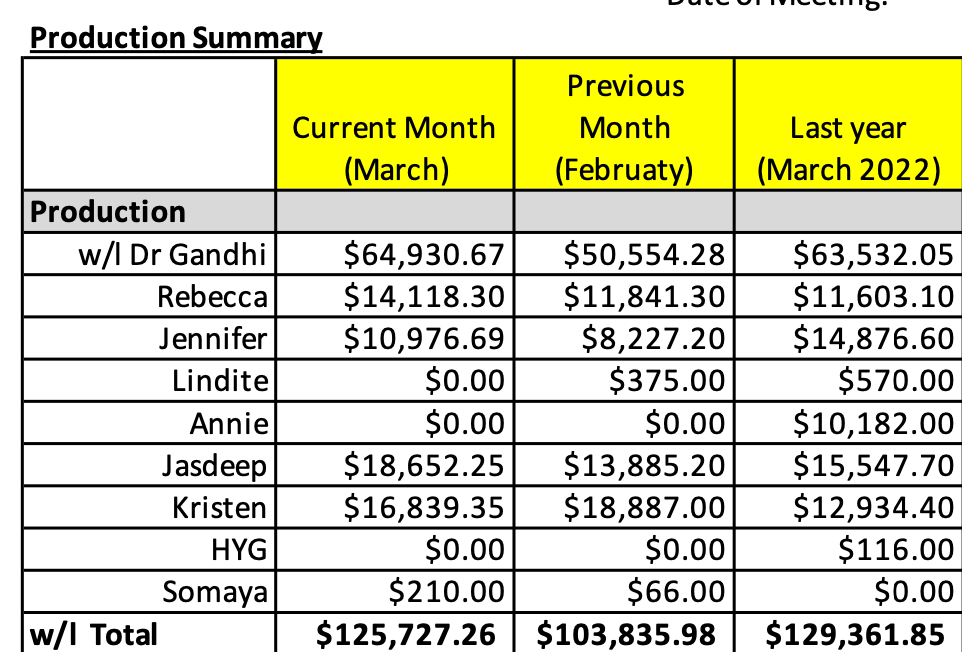 Date of Meeting:
Production Summary
Current Month (March) Previous Month (Februaty) Last year (March 2022)
Production
w/l Dr Gandhi $64,930.67 $50,554.28 $63,532.05
Rebecca $14,118.30 $11,841.30 $11,603.10
Jennifer $10,976.69 $8,227.20 $14,876.60
Lindite $0.00 $375.00 $570.00
Annie $0.00 $0.00 $10,182.00
Jasdeep $18,652.25 $13,885.20 $15,547.70
Kristen $16,839.35 $18,887.00 $12,934.40
HYG $0.00 $0.00 $116.00
Somaya $210.00 $66.00 $0.00
w/l Total $125,727.26 $103,835.98 $129,361.85